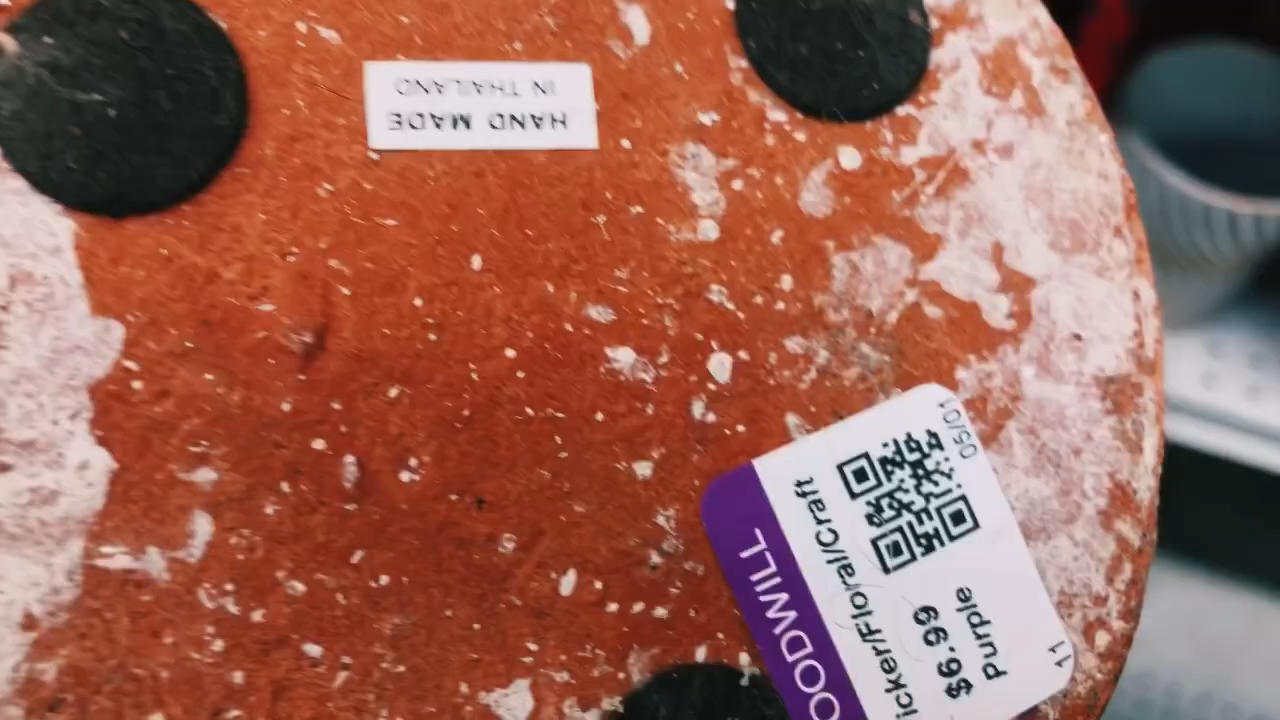 HAND MADE
IN THAILAND
OODWILL
icker/Floral/Craft
$6.99
Purple
05/01
11